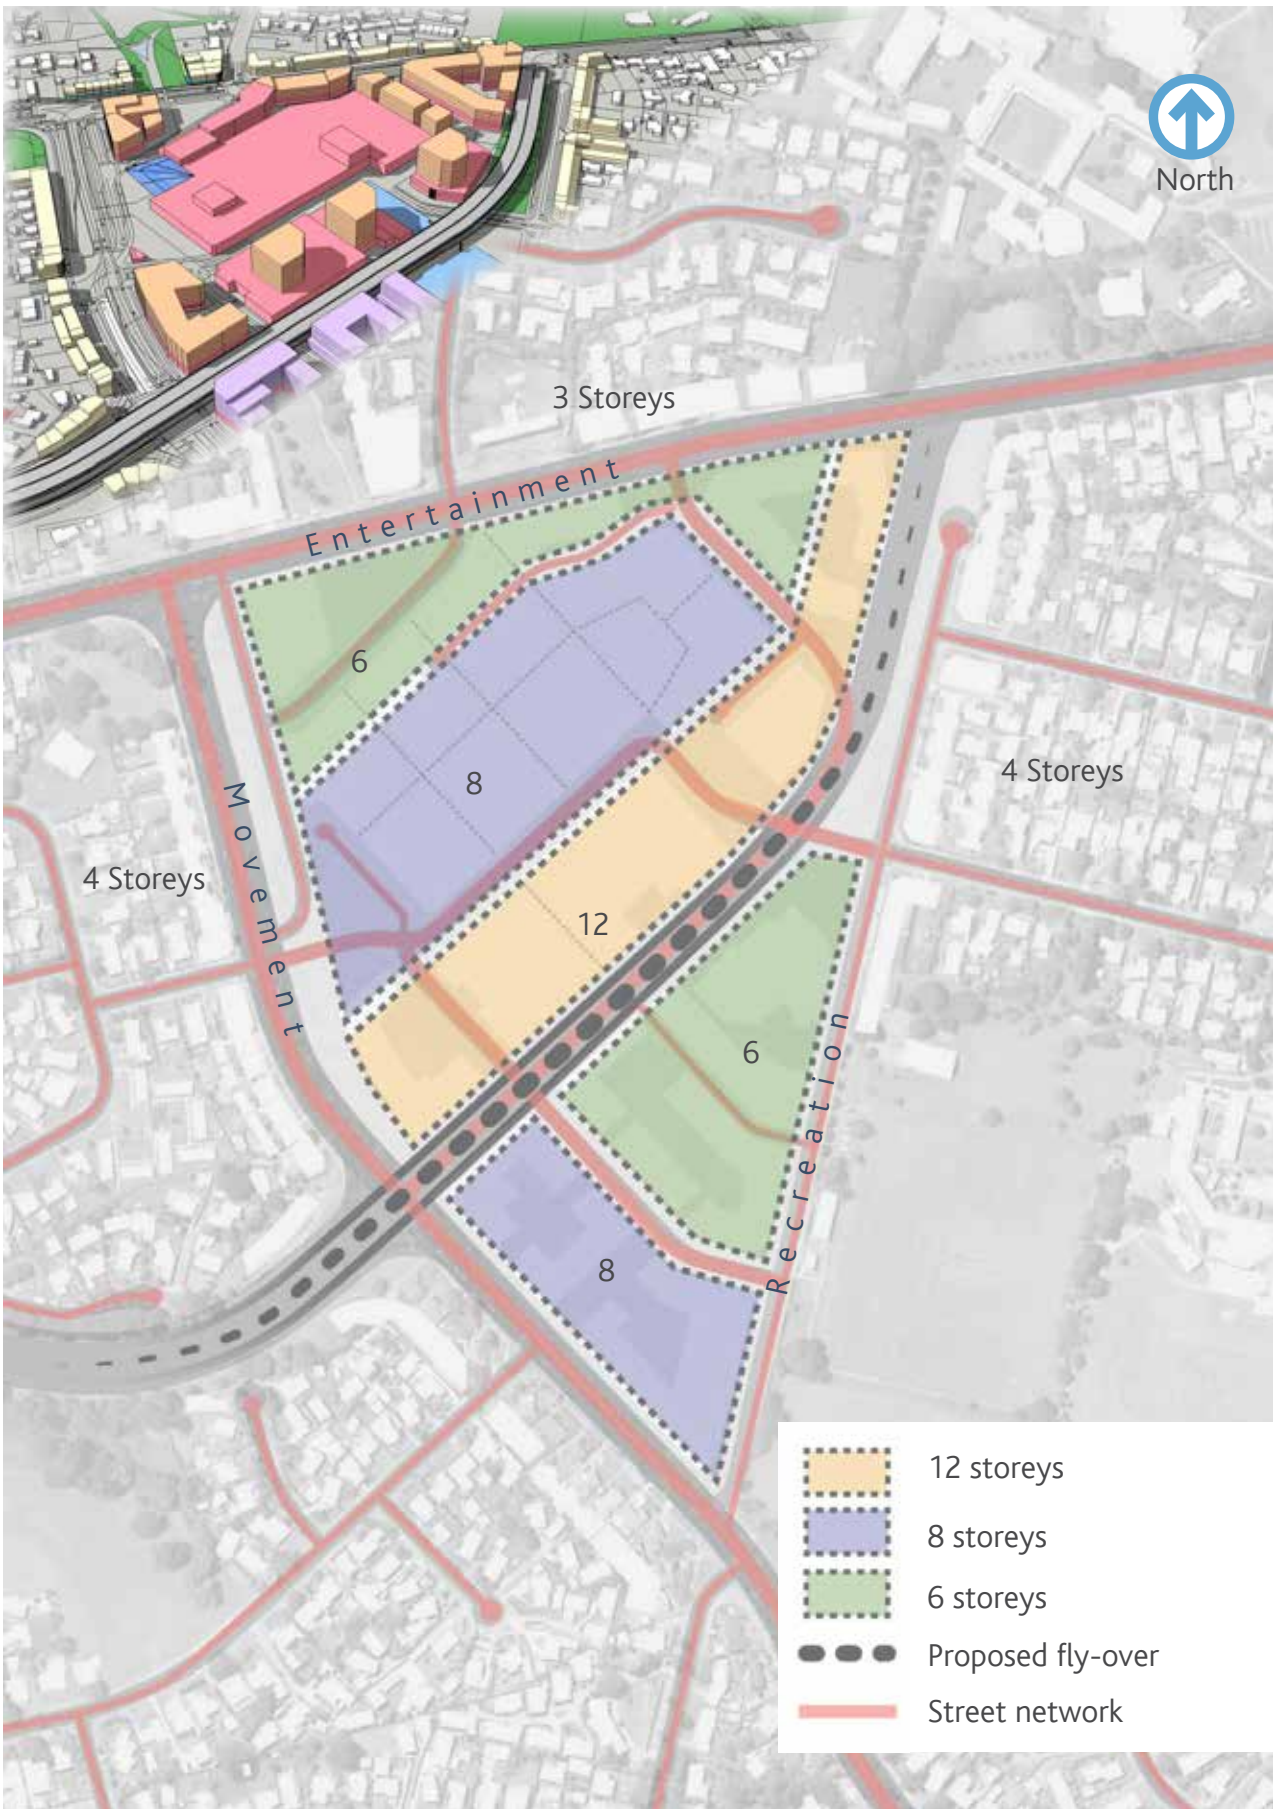 North
3 Storeys
Entertainment
6
8
4 Storeys
Movement
4 Storeys
12
6
Recreation
8
12 storeys
8 storeys
6 storeys
Proposed fly-over
Street network